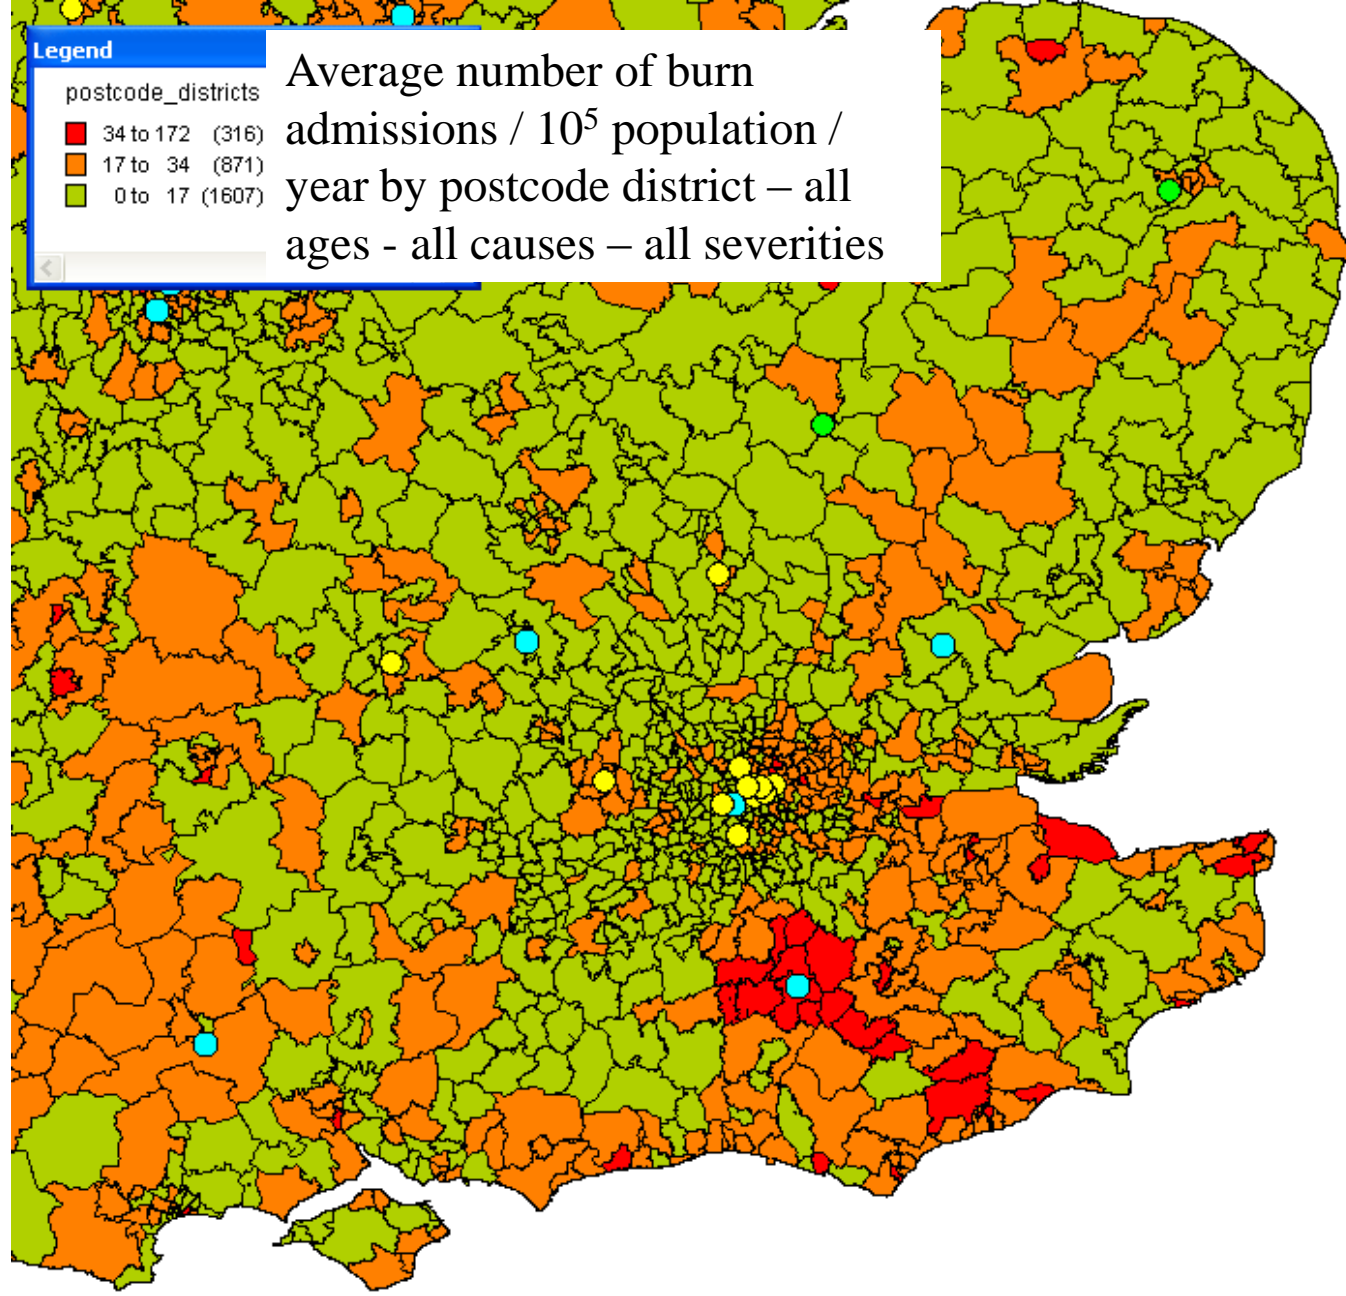 Legend
postcode_districts
34 to 172 (316)
17 to 34 (871)
0 to 17 (1607)
Average number of burn
admissions / 10⁵ population /
year by postcode district – all
ages - all causes – all severities